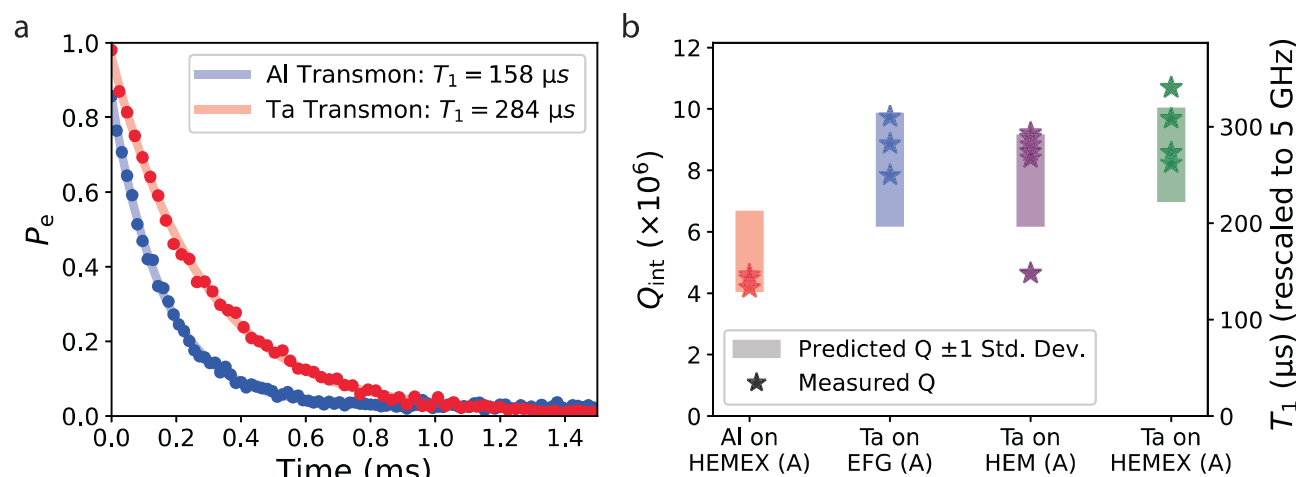 a
1.0
0.8
0.6
0.4
0.2
0.0
Pe
Al Transmon: T1 = 158 µs
Ta Transmon: T1 = 284 µs
0.0 0.2 0.4 0.6 0.8 1.0 1.2 1.4
Time (ms)
b
12
10
8
6
4
2
0
Qint (×10⁶)
Predicted Q ±1 Std. Dev.
Measured Q
300
200
100
0
T1 (µs) (rescaled to 5 GHz)
Al on
HEMEX (A)
Ta on
EFG (A)
Ta on
HEM (A)
Ta on
HEMEX (A)